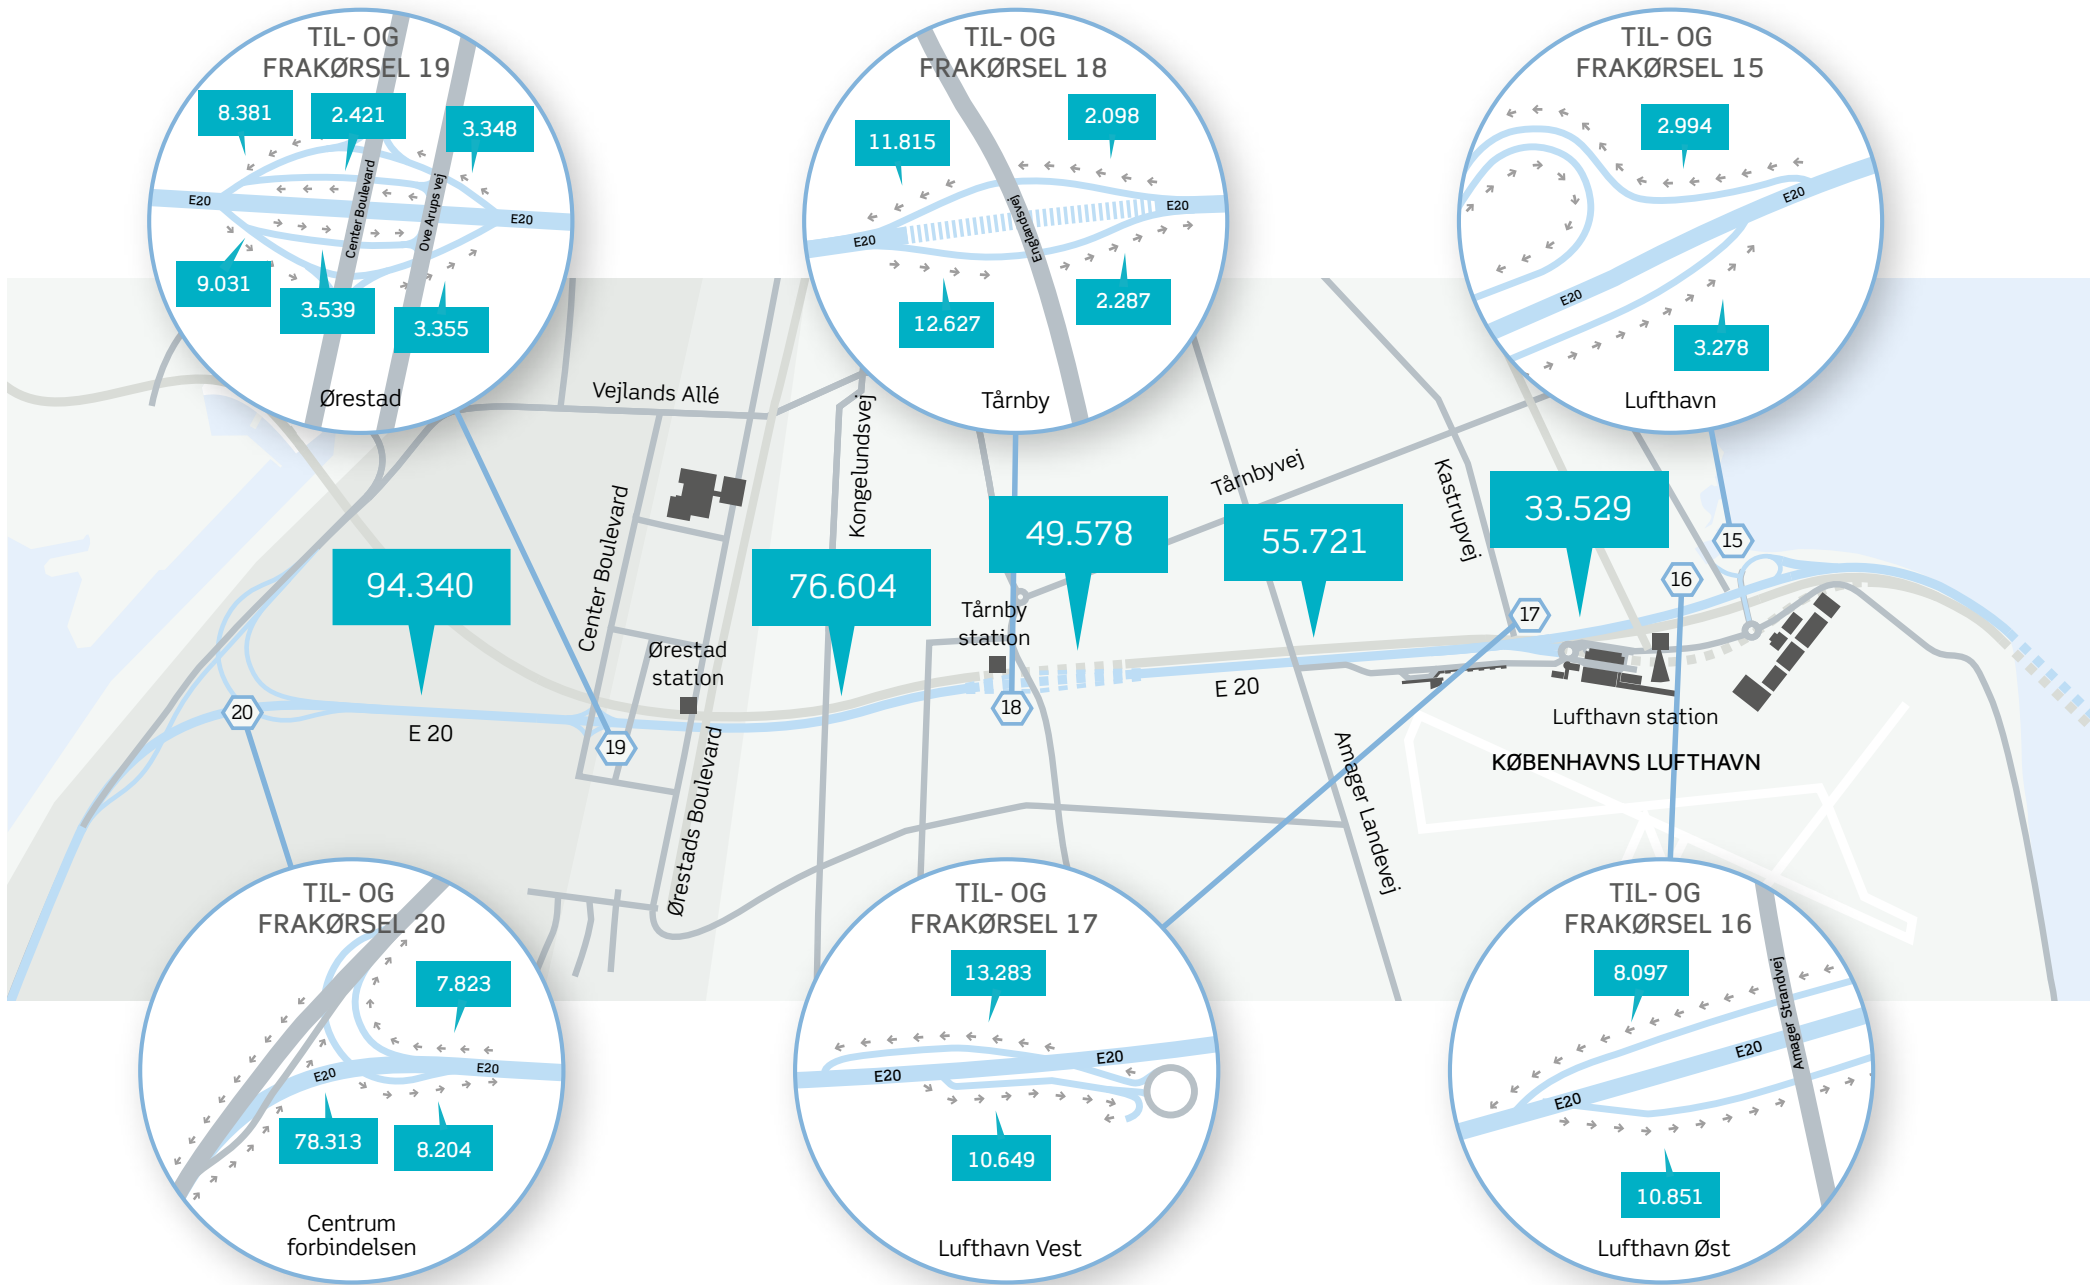 TIL- OG
FRAKØRSEL 19
8.381
2.421
3.348
E20
E20
Center Boulevard
Ove Arups vej
9.031
3.539
3.355
Ørestad
TIL- OG
FRAKØRSEL 18
11.815
2.098
E20
E20
Englandsvej
12.627
2.287
Tårnby
TIL- OG
FRAKØRSEL 15
2.994
E20
E20
3.278
Lufthavn
Vejlands Allé
Kongelundsvej
Center Boulevard
Tårnbyvej
Kastrupvej
94.340
76.604
49.578
55.721
33.529
15
16
17
Tårnby
station
Ørestad
station
20
19
18
E 20
E 20
Lufthavn station
KØBENHAVNS LUFTHAVN
Ørestads Boulevard
Amager Landevej
TIL- OG
FRAKØRSEL 20
7.823
E20
E20
78.313
8.204
Centrum
forbindelsen
TIL- OG
FRAKØRSEL 17
13.283
E20
E20
10.649
Lufthavn Vest
TIL- OG
FRAKØRSEL 16
8.097
Amager Strandvej
E20
E20
10.851
Lufthavn Øst